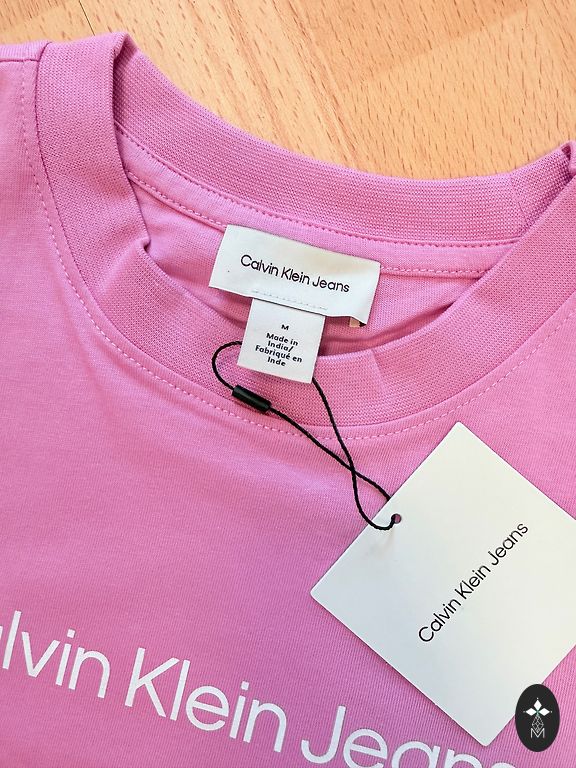 Calvin Klein Jeans
M
Made in
India/
Fabriqué en
Inde
Calvin Klein Jeans
alvin Klein Jeans
M